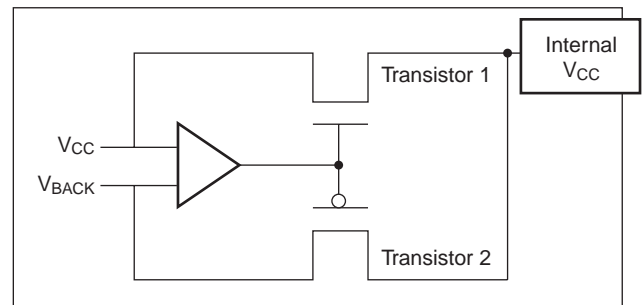 Internal
VCC
Transistor 1
VCC
VBACK
Transistor 2